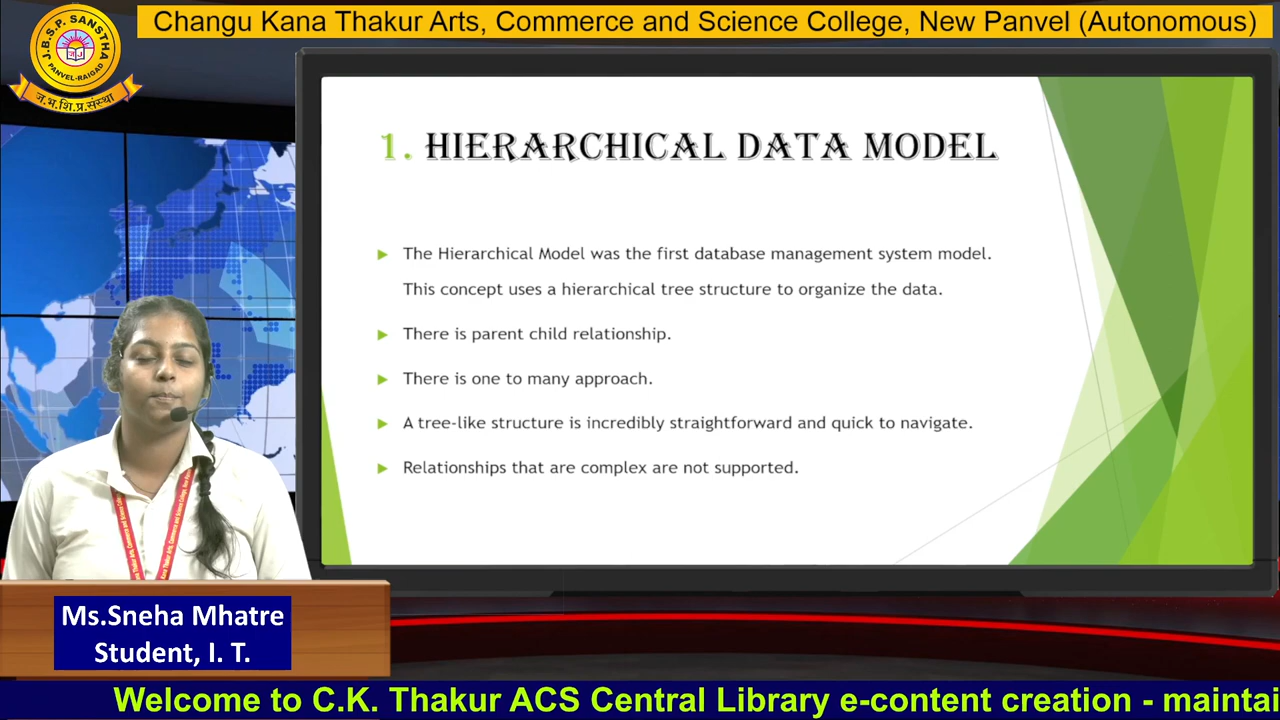 Changu Kana Thakur Arts, Commerce and Science College, New Panvel (Autonomous)
J.B.S.P. SANSTHA
PANVEL-RAIGAD
ज.भ.शि.प्र.संस्था
1. HIERARCHICAL DATA MODEL
The Hierarchical Model was the first database management system model.
This concept uses a hierarchical tree structure to organize the data.
There is parent child relationship.
There is one to many approach.
A tree-like structure is incredibly straightforward and quick to navigate.
Relationships that are complex are not supported.
Ms.Sneha Mhatre
Student, I. T.
Welcome to C.K. Thakur ACS Central Library e-content creation - maintai